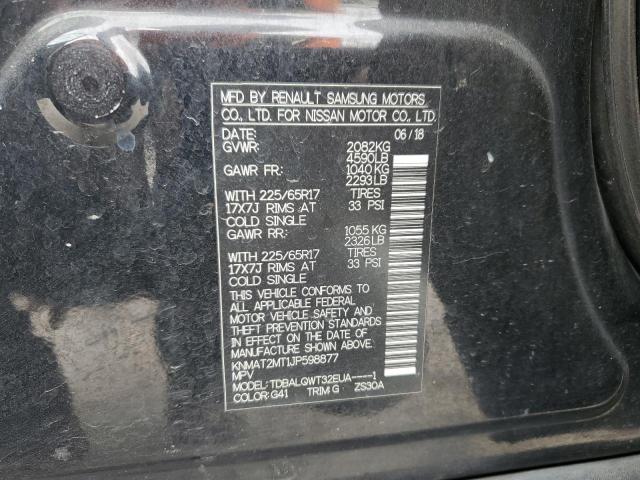 MFD BY RENAULT SAMSUNG MOTORS
CO., LTD. FOR NISSAN MOTOR CO., LTD.
DATE: 06/18
GVWR: 2082KG
4590LB
GAWR FR: 1040KG
2293LB
WITH 225/65R17 TIRES
17X7J RIMS AT 33 PSI
COLD SINGLE
GAWR RR: 1055 KG
2326LB
WITH 225/65R17 TIRES
17X7J RIMS AT 33 PSI
COLD SINGLE
THIS VEHICLE CONFORMS TO
ALL APPLICABLE FEDERAL
MOTOR VEHICLE SAFETY AND
THEFT PREVENTION STANDARDS
IN EFFECT ON THE DATE OF
MANUFACTURE SHOWN ABOVE.
KNMAT2MT1JP598877
MPV
MODEL: TDBALQWT32EUA----1
COLOR: G41 TRIM: G ZS30A